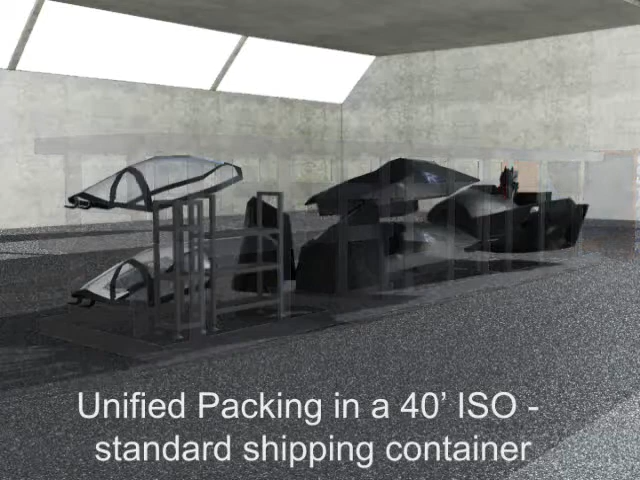 Unified Packing in a 40’ ISO -
standard shipping container